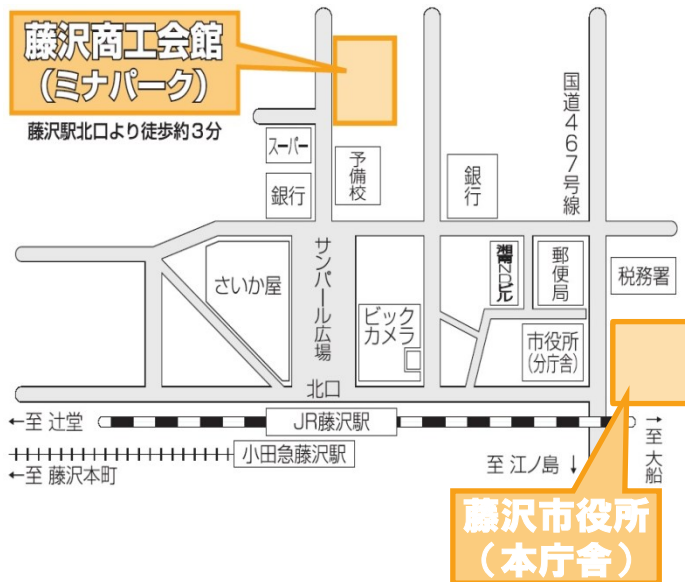 藤沢商工会館
(ミナパーク)
藤沢駅北口より徒歩約3分
スーパー
銀行
予備校
銀行
国道467号線
さいか屋
サンパール広場
ビック
カメラ
湘南NDビル
郵便局
税務署
市役所
(分庁舎)
北口
←至 辻堂
JR藤沢駅
→至 大船
小田急藤沢駅
←至 藤沢本町
至 江ノ島 ↓
藤沢市役所
(本庁舎)